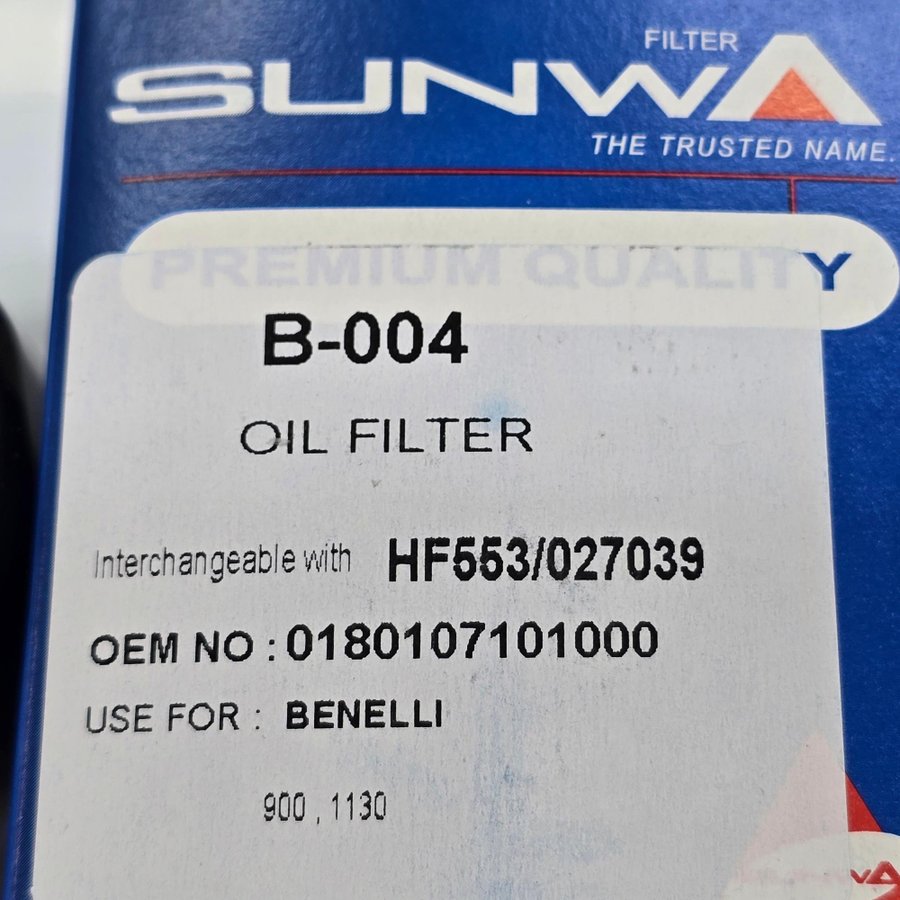 FILTER
SUNWA
THE TRUSTED NAME.
PREMIUM QUALITY
B-004
OIL FILTER
Interchangeable with HF553/027039
OEM NO : 0180107101000
USE FOR : BENELLI
900 , 1130